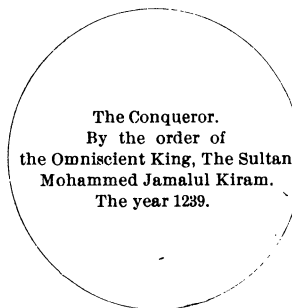 The Conqueror.
By the order of
the Omniscient King, The Sultan
Mohammed Jamalul Kiram.
The year 1239.